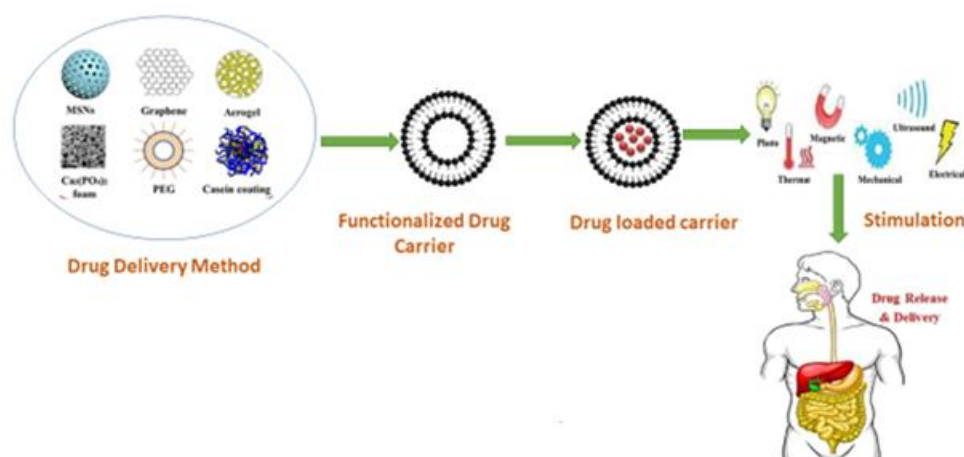 MSNs
Graphene
Aerogel
Ca₃(PO₄)₂
foam
PEG
Casein coating
Drug Delivery Method
Functionalized Drug
Carrier
Drug loaded carrier
Photo
Magnetic
Ultrasound
Thermal
Mechanical
Electrical
Stimulation
Drug Release
& Delivery